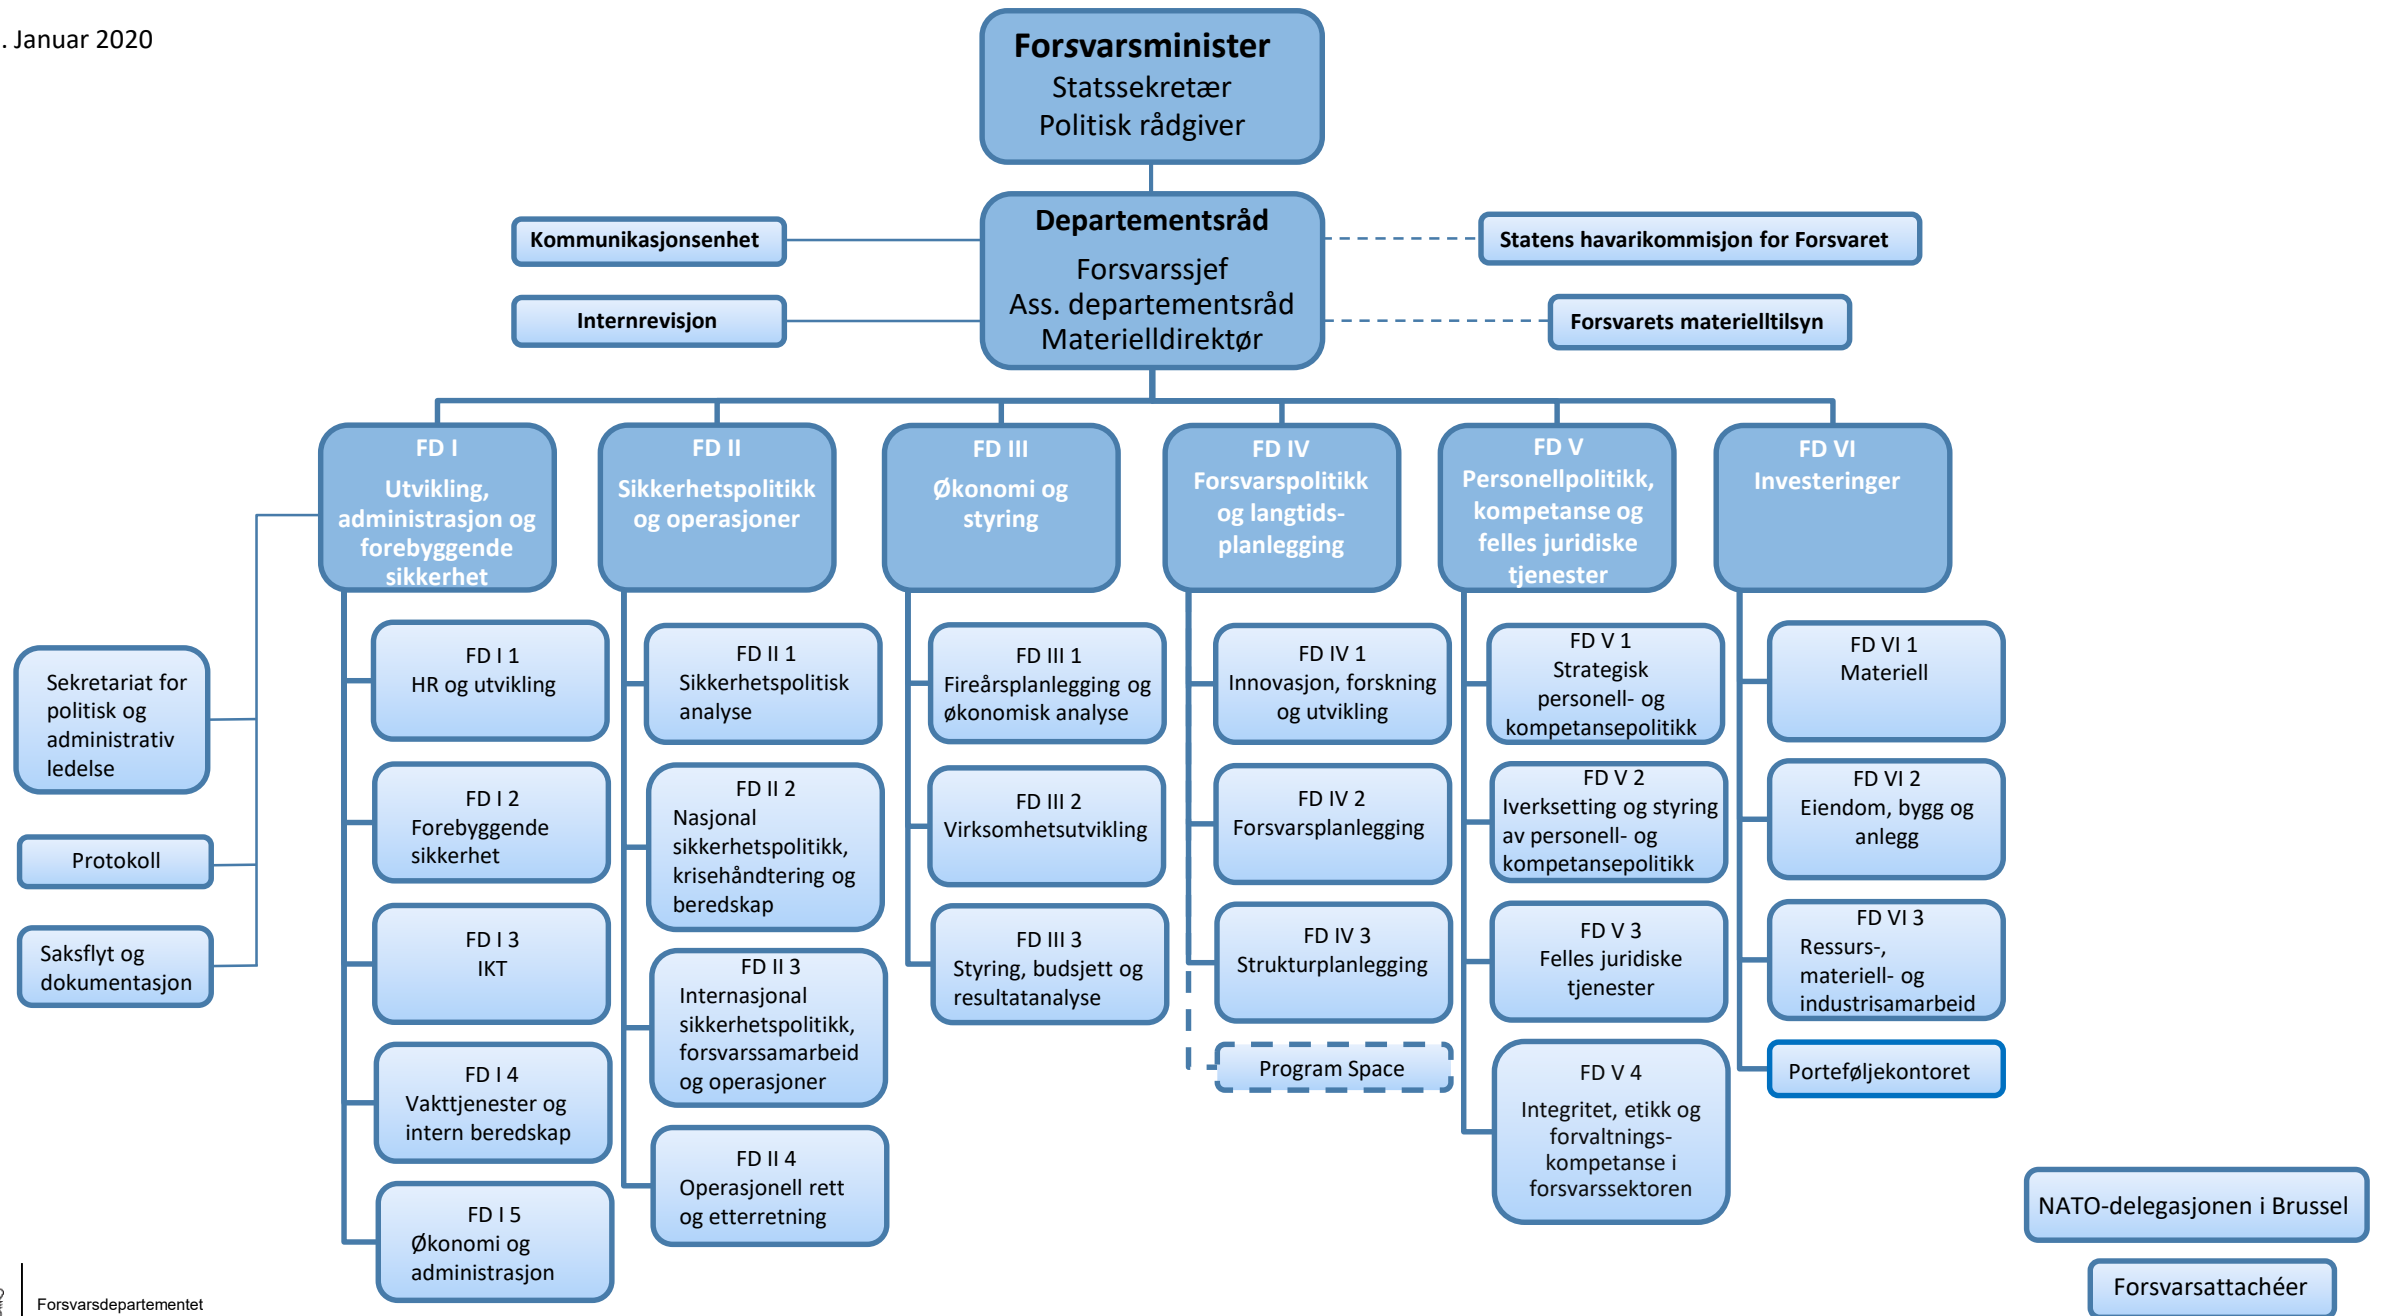 . Januar 2020
Forsvarsminister
Statssekretær
Politisk rådgiver
Departementsråd
Forsvarssjef
Ass. departementsråd
Materielldirektør
Kommunikasjonsenhet
Internrevisjon
Statens havarikommisjon for Forsvaret
Forsvarets materielltilsyn
FD I
Utvikling,
administrasjon og
forebyggende
sikkerhet
FD II
Sikkerhetspolitikk
og operasjoner
FD III
Økonomi og
styring
FD IV
Forsvarspolitikk
og langtids-
planlegging
FD V
Personellpolitikk,
kompetanse og
felles juridiske
tjenester
FD VI
Investeringer
Sekretariat for
politisk og
administrativ
ledelse
Protokoll
Saksflyt og
dokumentasjon
FD I 1
HR og utvikling
FD I 2
Forebyggende
sikkerhet
FD I 3
IKT
FD I 4
Vakttjenester og
intern beredskap
FD I 5
Økonomi og
administrasjon
FD II 1
Sikkerhetspolitisk
analyse
FD II 2
Nasjonal
sikkerhetspolitikk,
krisehåndtering og
beredskap
FD II 3
Internasjonal
sikkerhetspolitikk,
forsvarssamarbeid
og operasjoner
FD II 4
Operasjonell rett
og etterretning
FD III 1
Fireårsplanlegging og
økonomisk analyse
FD III 2
Virksomhetsutvikling
FD III 3
Styring, budsjett og
resultatanalyse
FD IV 1
Innovasjon, forskning
og utvikling
FD IV 2
Forsvarsplanlegging
FD IV 3
Strukturplanlegging
Program Space
FD V 1
Strategisk
personell- og
kompetansepolitikk
FD V 2
Iverksetting og styring
av personell- og
kompetansepolitikk
FD V 3
Felles juridiske
tjenester
FD V 4
Integritet, etikk og
forvaltnings-
kompetanse i
forsvarssektoren
FD VI 1
Materiell
FD VI 2
Eiendom, bygg og
anlegg
FD VI 3
Ressurs-,
materiell- og
industrisamarbeid
Porteføljekontoret
NATO-delegasjonen i Brussel
Forsvarsattachéer
Forsvarsdepartementet